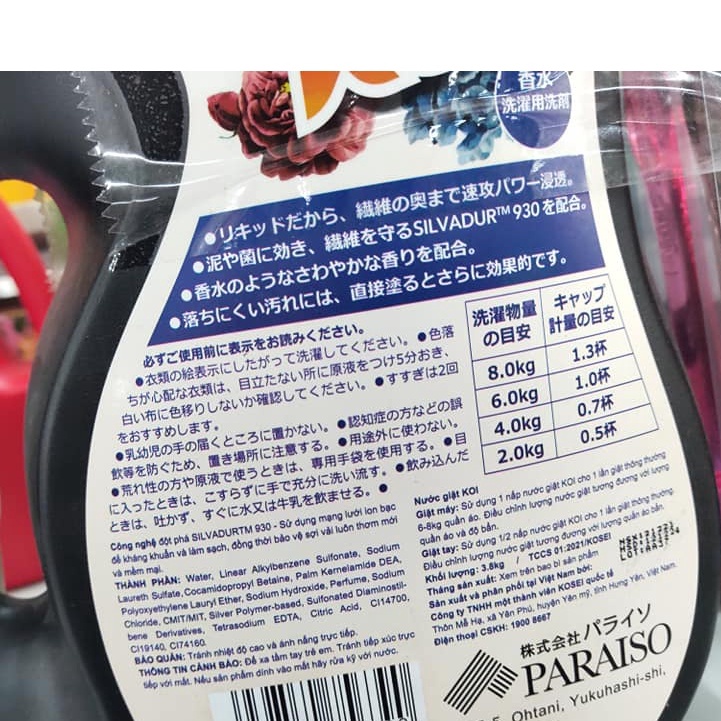 香水
洗濯用洗剤
●リキッドだから、繊維の奥まで速攻パワー浸透。
●泥や菌に効き、繊維を守るSILVADUR™ 930 を配合。
●香水のようなさわやかな香りを配合。
●落ちにくい汚れには、直接塗るとさらに効果的です。
必ずご使用前に表示をお読みください。
●衣類の絵表示にしたがって洗濯してください。●色落
ちが心配な衣類は、目立たない所に原液をつけ5分おき、
白い布に色移りしないか確認してください。●すすぎは2回
をおすすめします。
●乳幼児の手の届くところに置かない。●認知症の方などの誤
飲等を防ぐため、置き場所に注意する。●用途外に使わない。
●荒れ性の方や原液で使うときは、専用手袋を使用する。●目
に入ったときは、こすらずに手で充分に洗い流す。●飲み込んだ
ときは、吐かず、すぐに水又は牛乳を飲ませる。●
洗濯物量の目安 キャップ計量の目安
8.0kg 1.3杯
6.0kg 1.0杯
4.0kg 0.7杯
2.0kg 0.5杯
Công nghệ đột phá SILVADURTM 930 - Sử dụng mạng lưới ion bạc
để kháng khuẩn và làm sạch, đồng thời bảo vệ sợi vải luôn thơm mới
và mềm mại.
THÀNH PHẦN: Water, Linear Alkylbenzene Sulfonate, Sodium
Laureth Sulfate, Cocamidopropyl Betaine, Palm Kernelamide DEA,
Polyoxyethylene Lauryl Ether, Sodium Hydroxide, Perfume, Sodium
Chloride, CMIT/MIT, Silver Polymer-based, Sulfonated Diaminostil-
bene Derivatives, Tetrasodium EDTA, Citric Acid, CI14700,
CI19140, CI74160.
BẢO QUẢN: Tránh nhiệt độ cao và ánh nắng trực tiếp.
THÔNG TIN CẢNH BÁO: Để xa tầm tay trẻ em. Tránh tiếp xúc trực
tiếp với mắt. Nếu sản phẩm dính vào mắt hãy rửa kỹ với nước.
Nước giặt KOI
Giặt máy: Sử dụng 1 nắp nước giặt KOI cho 1 lần giặt thông thường
6-8kg quần áo. Điều chỉnh lượng nước giặt tương đương với lượng
quần áo và độ bẩn.
Giặt tay: Sử dụng 1/2 nắp nước giặt KOI cho 1 lần giặt thông thường.
Điều chỉnh lượng nước giặt tương đương với lượng quần áo bẩn.
Khối lượng: 3.8kg / TCCS 01:2021/KOSEI
Tháng sản xuất: Xem trên bao bì sản phẩm
Sản xuất và phân phối tại Việt Nam bởi:
Công ty TNHH một thành viên KOSEI quốc tế
Thôn Mễ Hạ, xã Yên Phú, huyện Yên mỹ, tỉnh Hưng Yên, Việt Nam.
Điện thoại CSKH: 1900 8667
株式会社 パライソ
PARAISO
Ohtani, Yukuhashi-shi,